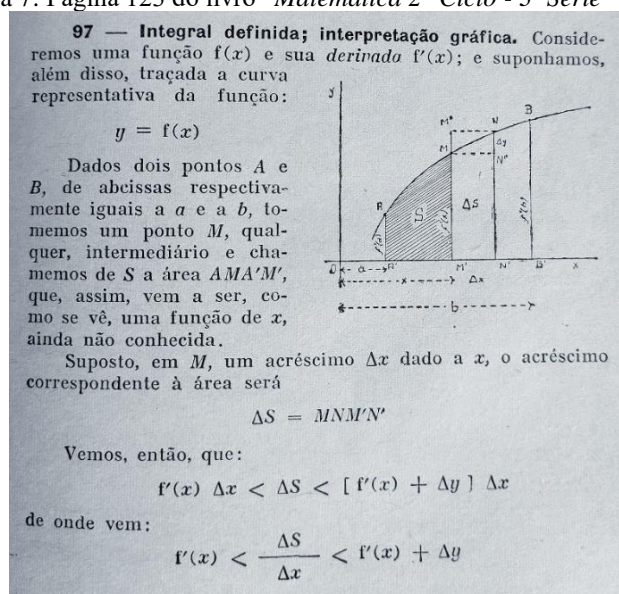 a 7. Página 123 do livro "Matemática 2º Ciclo - 3ª Série"
97 — Integral definida; interpretação gráfica. Conside-
remos uma função f(x) e sua derivada f′(x); e suponhamos,
além disso, traçada a curva
representativa da função:
y = f(x)
Dados dois pontos A e
B, de abcissas respectiva-
mente iguais a a e a b, to-
memos um ponto M, qual-
quer, intermediário e cha-
memos de S a área AMA′M′,
que, assim, vem a ser, co-
mo se vê, uma função de x,
ainda não conhecida.
y
M″ N B
M Δy
N″
A S ΔS
f′(a) f′(x) f′(b)
O a A′ M′ N′ B′ x
x Δx
b
Suposto, em M, um acréscimo Δx dado a x, o acréscimo
correspondente à área será
ΔS = MNM′N′
Vemos, então, que:
f′(x) Δx < ΔS < [ f′(x) + Δy ] Δx
de onde vem:
f′(x) < ΔS / Δx < f′(x) + Δy